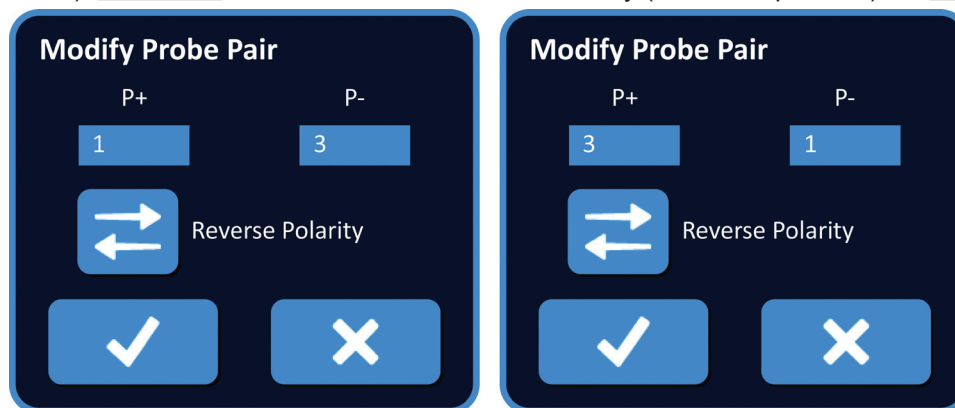 Modify Probe Pair
P+ P-
1 3
Reverse Polarity
Modify Probe Pair
P+ P-
3 1
Reverse Polarity